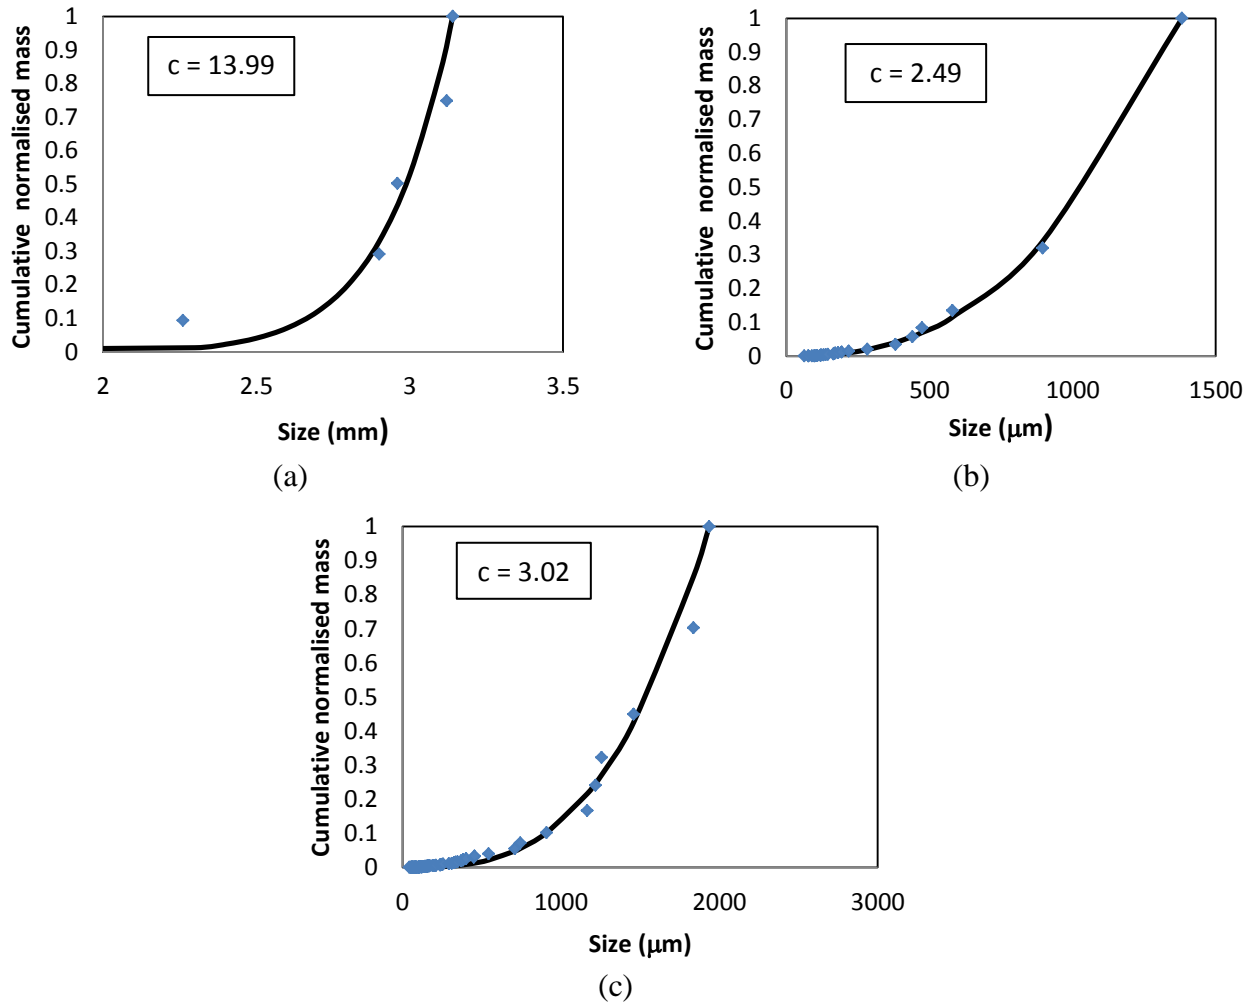 c = 13.99
Cumulative normalised mass
1
0.9
0.8
0.7
0.6
0.5
0.4
0.3
0.2
0.1
0
2 2.5 3 3.5
Size (mm)
(a)
c = 2.49
Cumulative normalised mass
1
0.9
0.8
0.7
0.6
0.5
0.4
0.3
0.2
0.1
0
0 500 1000 1500
Size (μm)
(b)
c = 3.02
Cumulative normalised mass
1
0.9
0.8
0.7
0.6
0.5
0.4
0.3
0.2
0.1
0
0 1000 2000 3000
Size (μm)
(c)